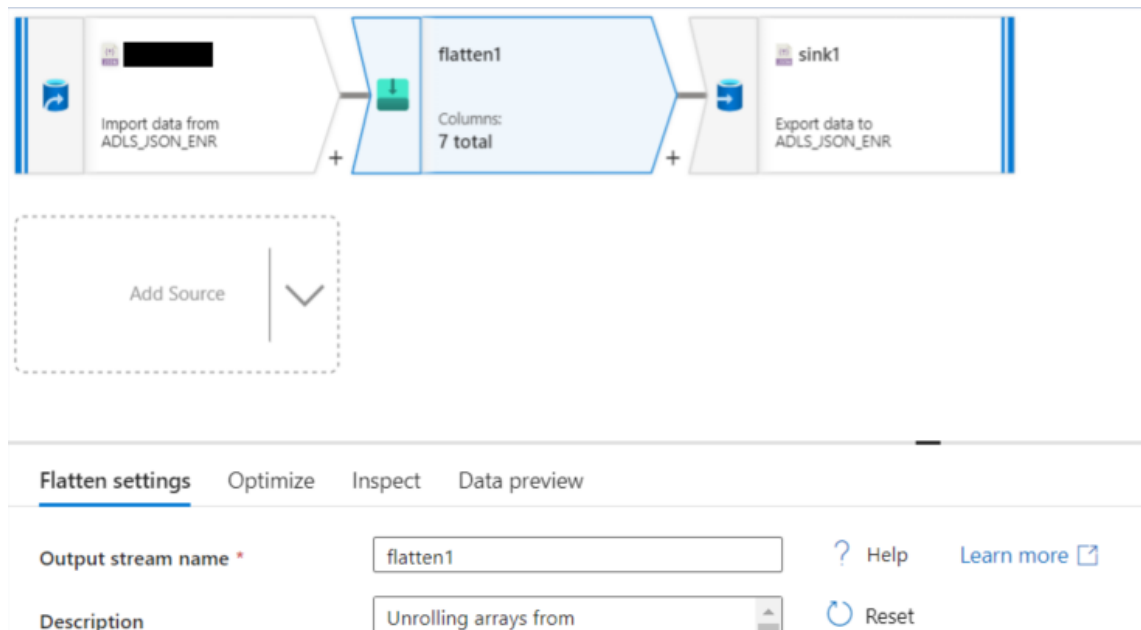 flatten1
sink1
Import data from
ADLS_JSON_ENR
Columns:
7 total
Export data to
ADLS_JSON_ENR
+
+
Add Source
Flatten settings
Optimize
Inspect
Data preview
Output stream name *
flatten1
? Help
Learn more
Description
Unrolling arrays from
Reset